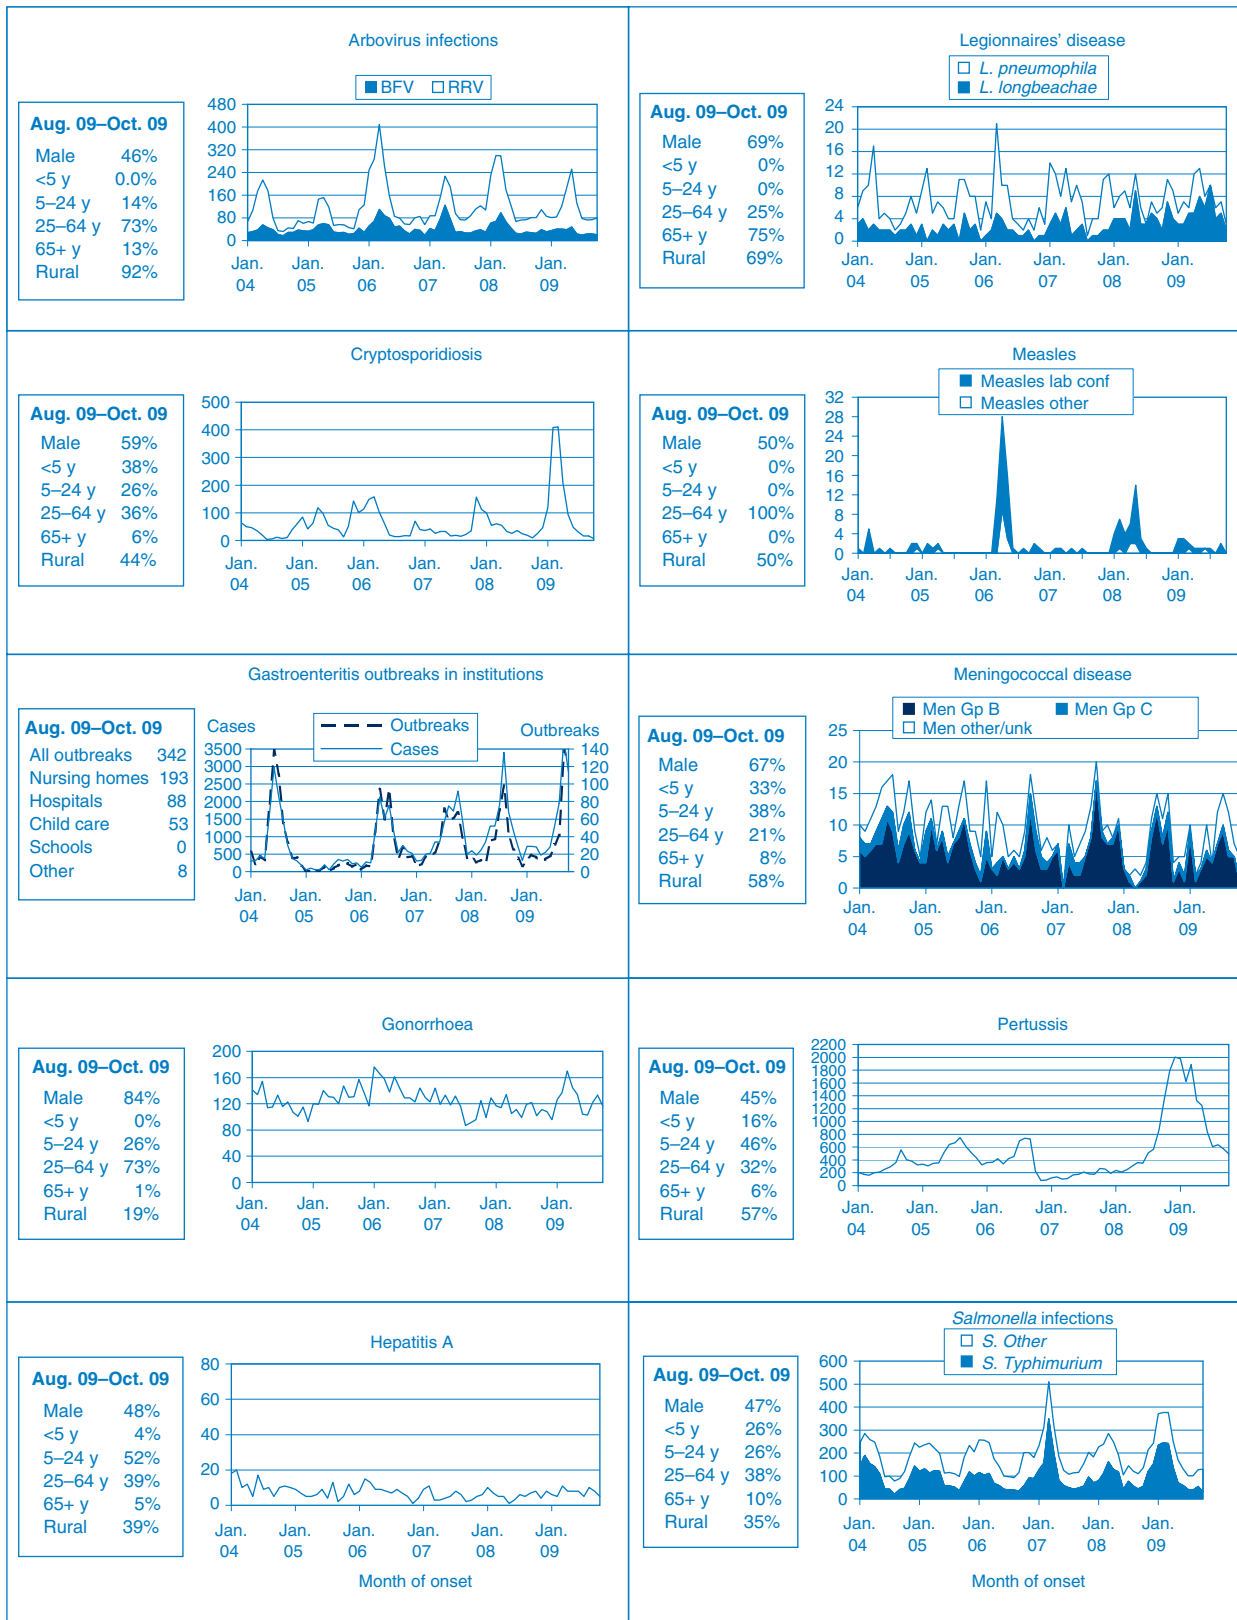 Arbovirus infections
BFV RRV
Aug. 09–Oct. 09
Male 46%
<5 y 0.0%
5–24 y 14%
25–64 y 73%
65+ y 13%
Rural 92%
480
400
320
240
160
80
0
Jan. 04 Jan. 05 Jan. 06 Jan. 07 Jan. 08 Jan. 09
Legionnaires’ disease
L. pneumophila
L. longbeachae
Aug. 09–Oct. 09
Male 69%
<5 y 0%
5–24 y 0%
25–64 y 25%
65+ y 75%
Rural 69%
24
20
16
12
8
4
0
Jan. 04 Jan. 05 Jan. 06 Jan. 07 Jan. 08 Jan. 09
Cryptosporidiosis
Aug. 09–Oct. 09
Male 59%
<5 y 38%
5–24 y 26%
25–64 y 36%
65+ y 6%
Rural 44%
500
400
300
200
100
0
Jan. 04 Jan. 05 Jan. 06 Jan. 07 Jan. 08 Jan. 09
Measles
Measles lab conf
Measles other
Aug. 09–Oct. 09
Male 50%
<5 y 0%
5–24 y 0%
25–64 y 100%
65+ y 0%
Rural 50%
32
28
24
20
16
12
8
4
0
Jan. 04 Jan. 05 Jan. 06 Jan. 07 Jan. 08 Jan. 09
Gastroenteritis outbreaks in institutions
Cases Outbreaks
Outbreaks
Cases
Aug. 09–Oct. 09
All outbreaks 342
Nursing homes 193
Hospitals 88
Child care 53
Schools 0
Other 8
3500 140
3000 120
2500 100
2000 80
1500 60
1000 40
500 20
0 0
Jan. 04 Jan. 05 Jan. 06 Jan. 07 Jan. 08 Jan. 09
Meningococcal disease
Men Gp B Men Gp C
Men other/unk
Aug. 09–Oct. 09
Male 67%
<5 y 33%
5–24 y 38%
25–64 y 21%
65+ y 8%
Rural 58%
25
20
15
10
5
0
Jan. 04 Jan. 05 Jan. 06 Jan. 07 Jan. 08 Jan. 09
Gonorrhoea
Aug. 09–Oct. 09
Male 84%
<5 y 0%
5–24 y 26%
25–64 y 73%
65+ y 1%
Rural 19%
200
160
120
80
40
0
Jan. 04 Jan. 05 Jan. 06 Jan. 07 Jan. 08 Jan. 09
Pertussis
Aug. 09–Oct. 09
Male 45%
<5 y 16%
5–24 y 46%
25–64 y 32%
65+ y 6%
Rural 57%
2200
2000
1800
1600
1400
1200
1000
800
600
400
200
0
Jan. 04 Jan. 05 Jan. 06 Jan. 07 Jan. 08 Jan. 09
Hepatitis A
Aug. 09–Oct. 09
Male 48%
<5 y 4%
5–24 y 52%
25–64 y 39%
65+ y 5%
Rural 39%
80
60
40
20
0
Jan. 04 Jan. 05 Jan. 06 Jan. 07 Jan. 08 Jan. 09
Month of onset
Salmonella infections
S. Other
S. Typhimurium
Aug. 09–Oct. 09
Male 47%
<5 y 26%
5–24 y 26%
25–64 y 38%
65+ y 10%
Rural 35%
600
500
400
300
200
100
0
Jan. 04 Jan. 05 Jan. 06 Jan. 07 Jan. 08 Jan. 09
Month of onset